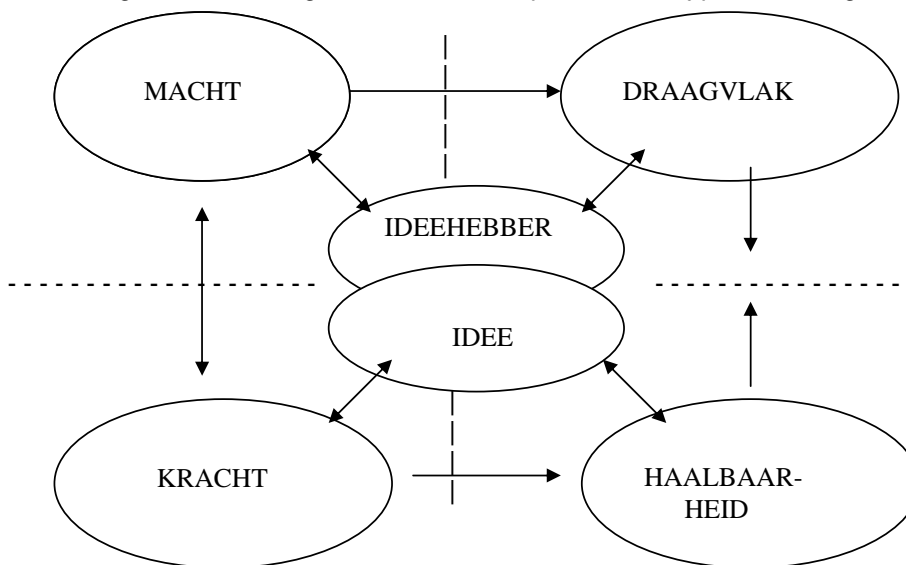 MACHT
DRAAGVLAK
IDEEHEBBER
IDEE
KRACHT
HAALBAAR-
HEID